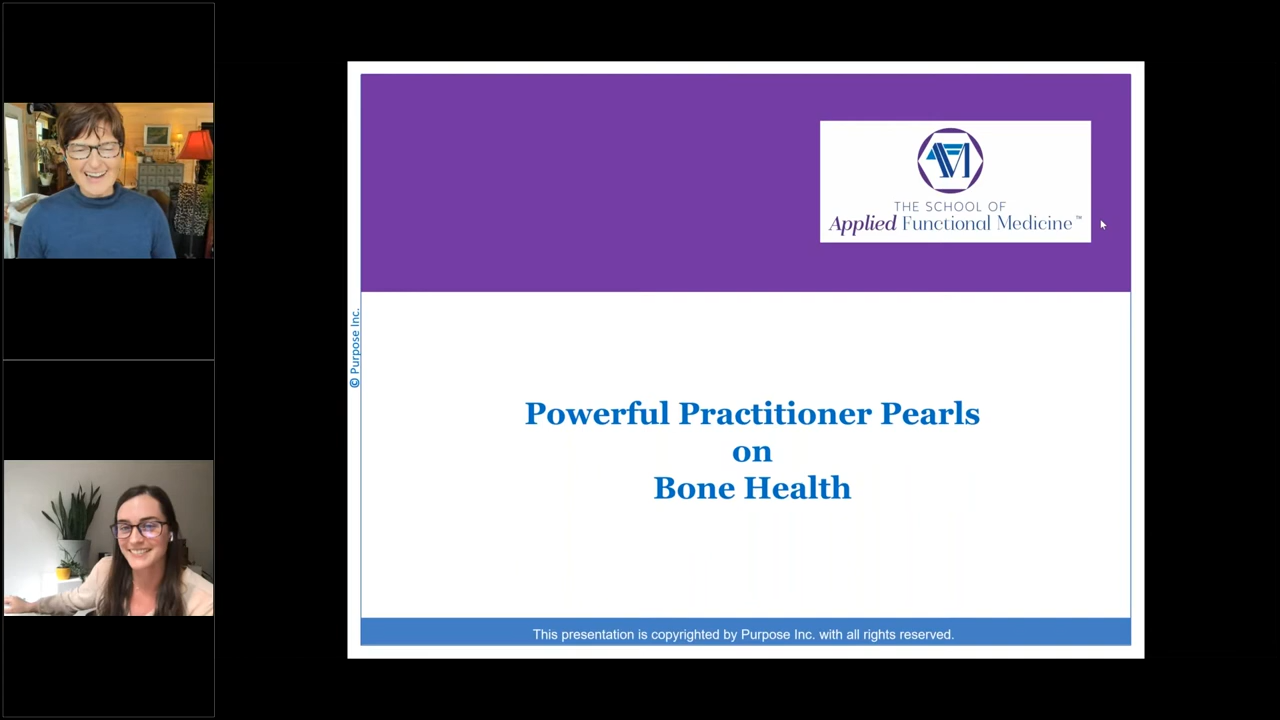 AFM
THE SCHOOL OF
Applied Functional Medicine™
© Purpose Inc.
Powerful Practitioner Pearls
on
Bone Health
This presentation is copyrighted by Purpose Inc. with all rights reserved.